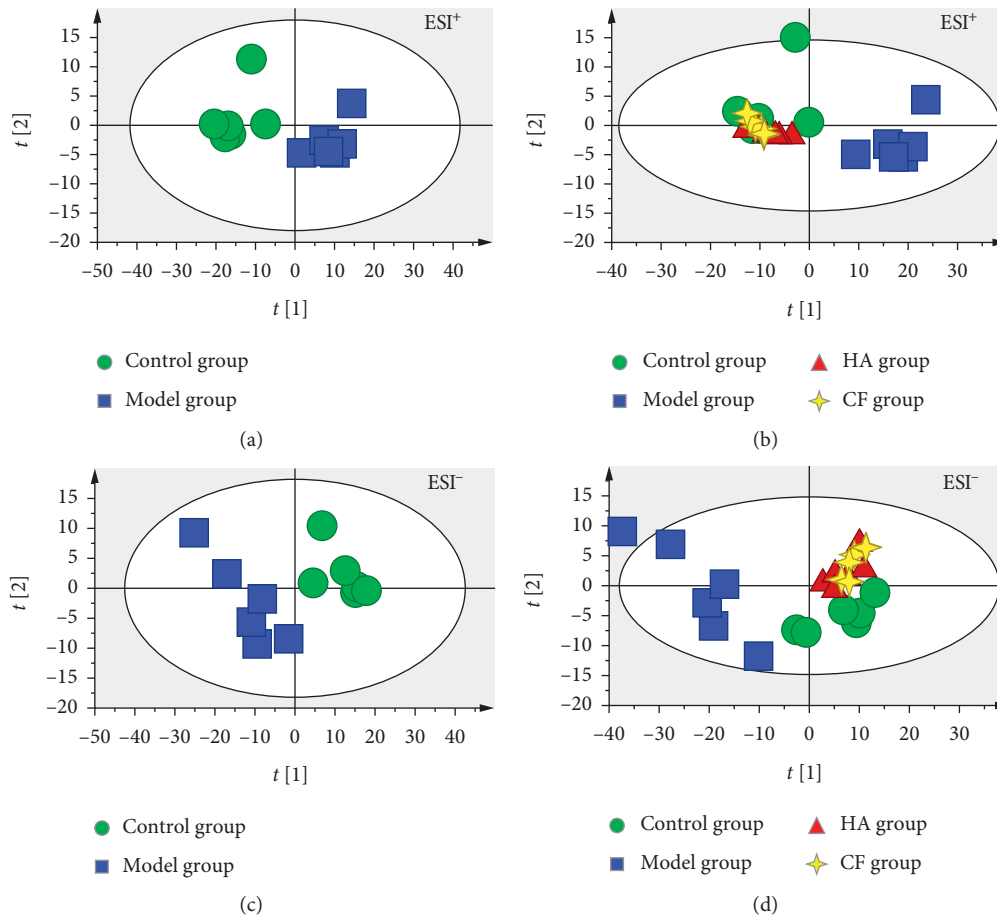 ESI⁺
15
10
5
0
−5
−10
−15
−20
t [2]
−50 −40 −30 −20 −10 0 10 20 30 40
t [1]
Control group
Model group
(a)
ESI⁺
15
10
5
0
−5
−10
−15
−20
t [2]
−40 −30 −20 −10 0 10 20 30
t [1]
Control group HA group
Model group CF group
(b)
ESI⁻
15
10
5
0
−5
−10
−15
−20
t [2]
−50 −40 −30 −20 −10 0 10 20 30 40
t [1]
Control group
Model group
(c)
ESI⁻
15
10
5
0
−5
−10
−15
−20
t [2]
−40 −30 −20 −10 0 10 20 30
t [1]
Control group HA group
Model group CF group
(d)